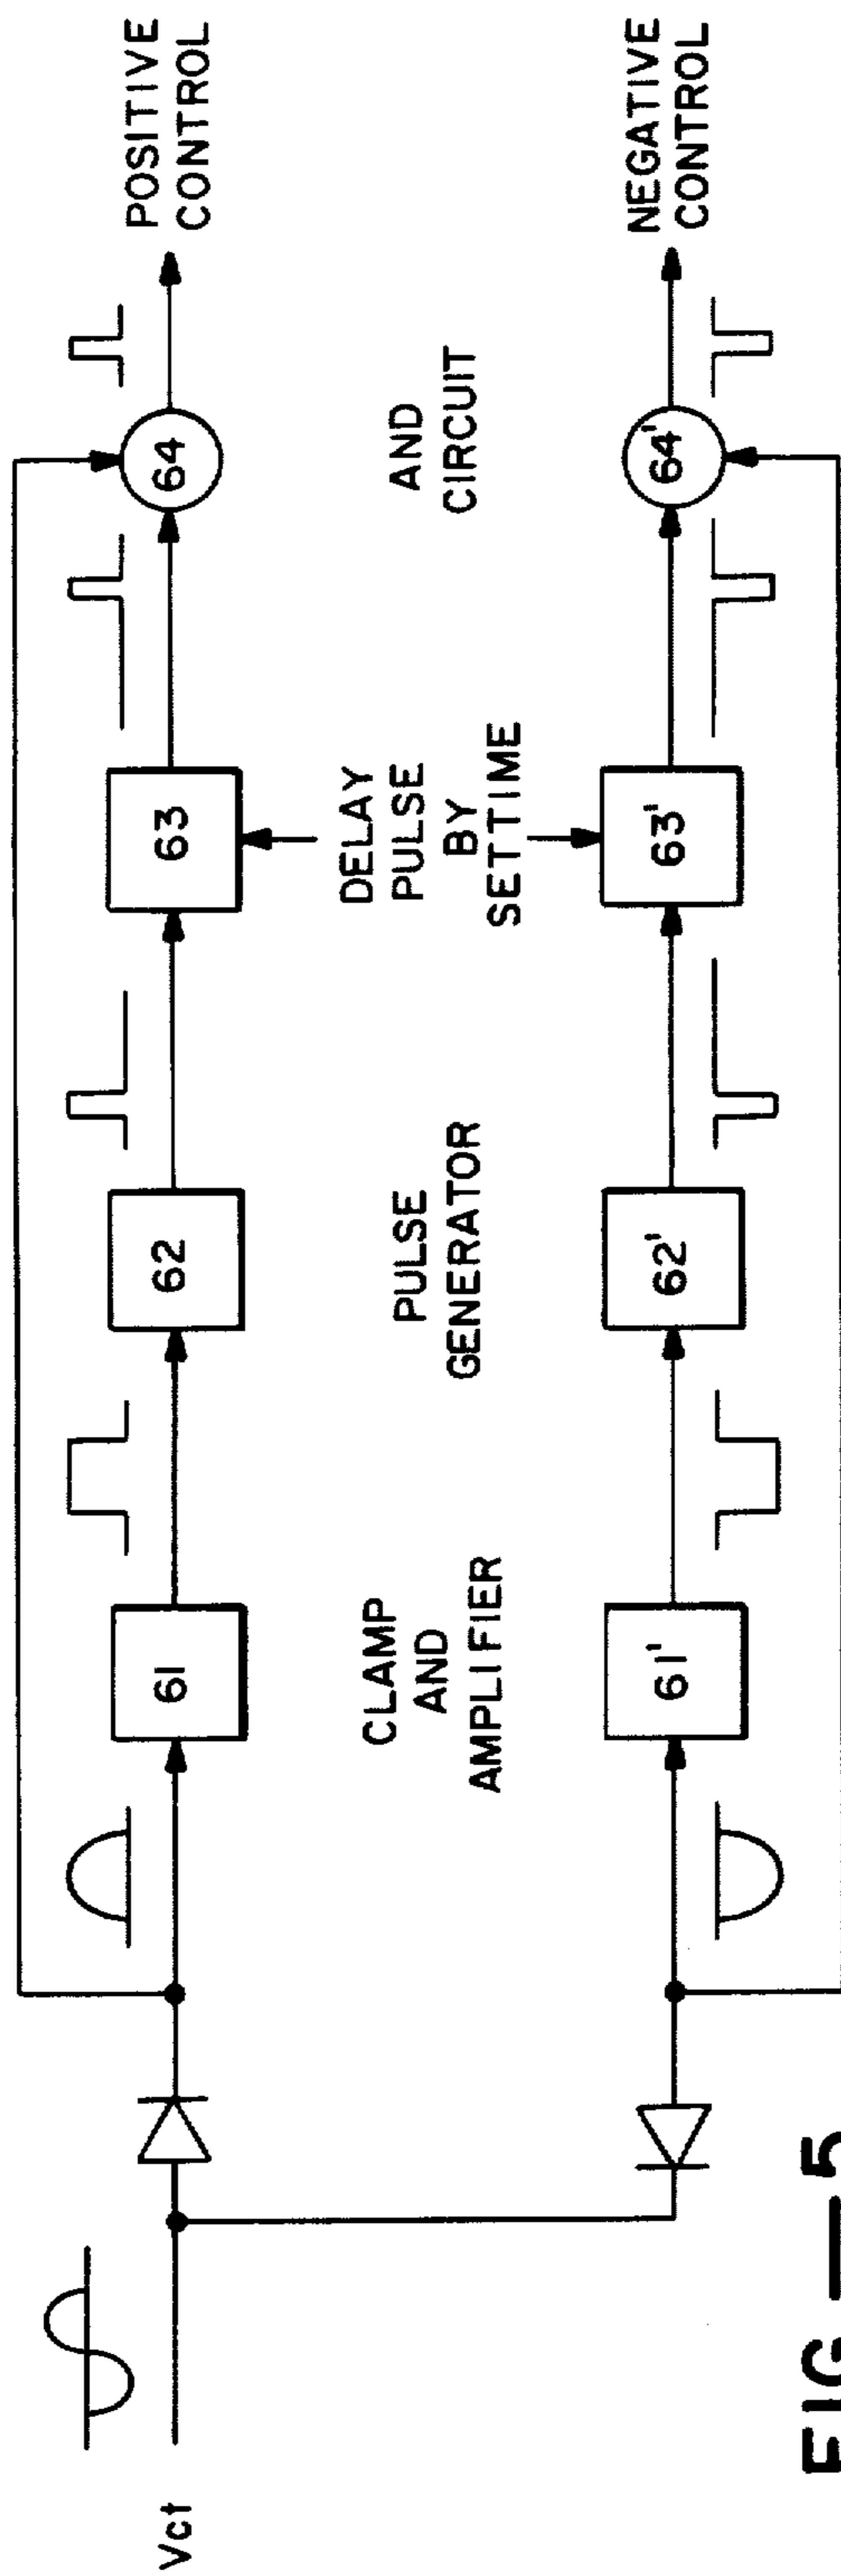 POSITIVE
CONTROL
64
63
62
61
AND
CIRCUIT
DELAY
PULSE
BY
SETTIME
PULSE
GENERATOR
CLAMP
AND
AMPLIFIER
Vct
NEGATIVE
CONTROL
64'
63'
62'
61'
FIG—5